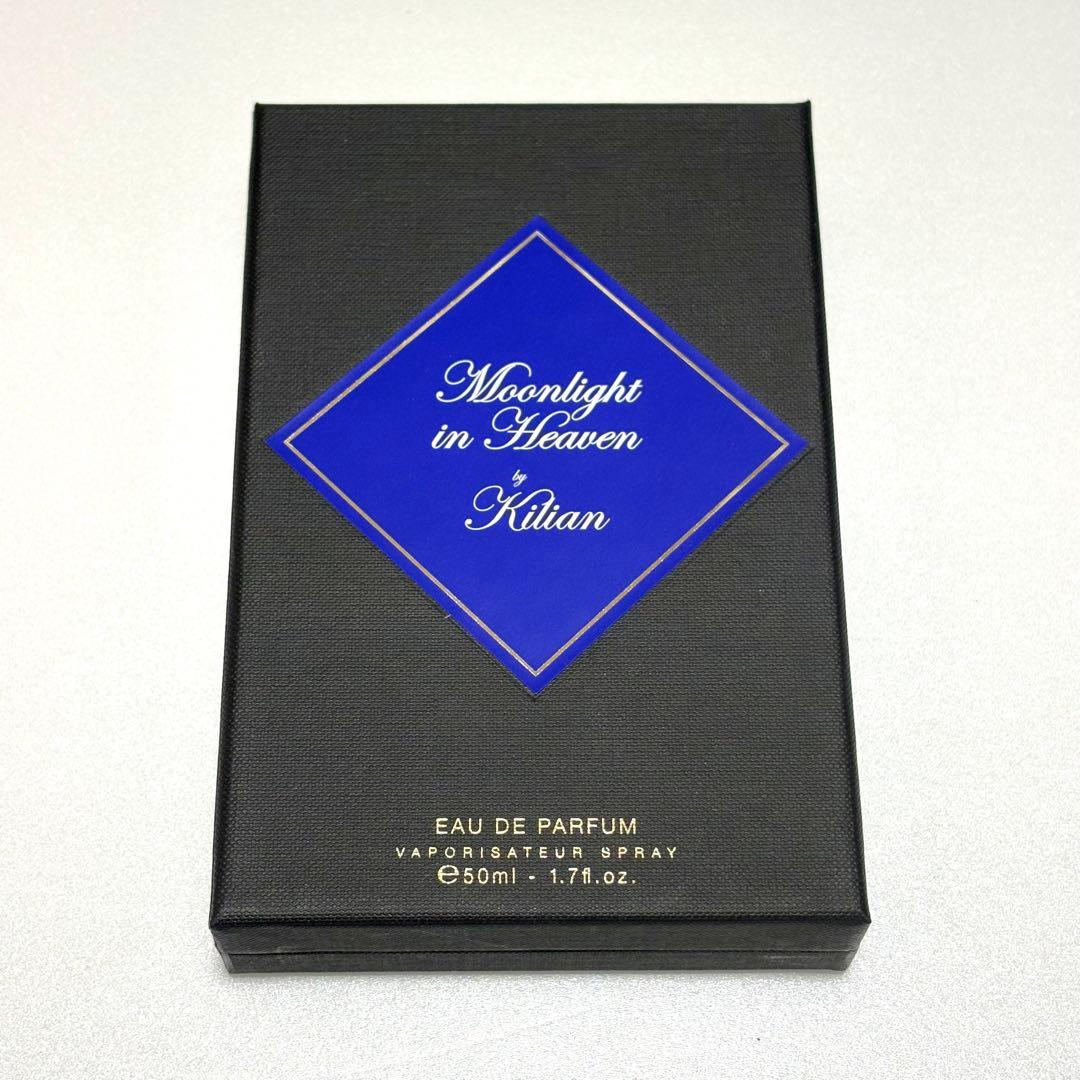 Moonlight
in Heaven
by
Kilian
EAU DE PARFUM
VAPORISATEUR SPRAY
℮50ml - 1.7fl.oz.